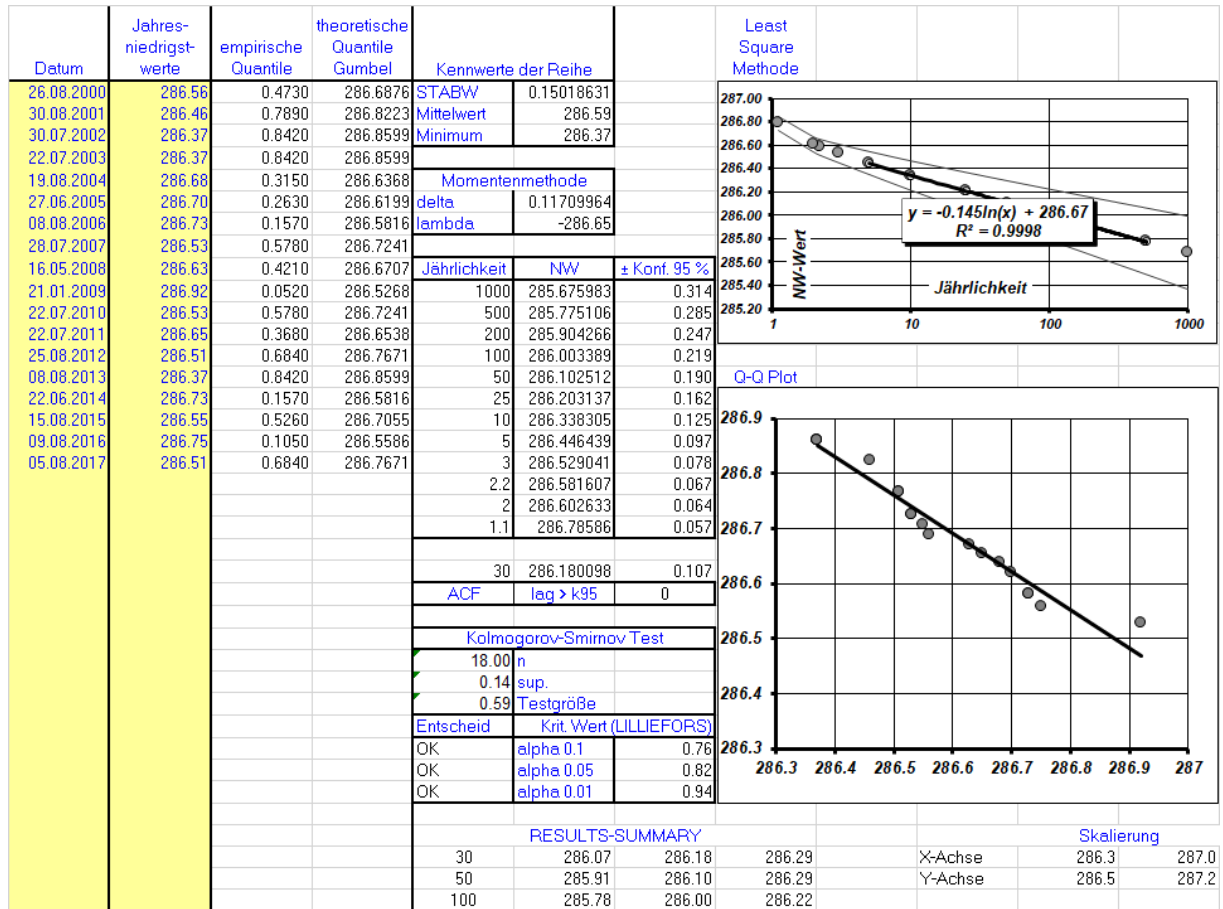 Datum Jahres-niedrigst-werte empirische Quantile theoretische Quantile Gumbel Kennwerte der Reihe Least Square Methode
26.08.2000 286.56 0.4730 286.6876 STABW 0.15018631
30.08.2001 286.46 0.7890 286.8223 Mittelwert 286.59
30.07.2002 286.37 0.8420 286.8599 Minimum 286.37
22.07.2003 286.37 0.8420 286.8599
19.08.2004 286.68 0.3150 286.6368 Momentenmethode
27.06.2005 286.70 0.2630 286.6199 delta 0.11709964
08.08.2006 286.73 0.1570 286.5816 lambda -286.65
28.07.2007 286.53 0.5780 286.7241
16.05.2008 286.63 0.4210 286.6707 Jährlichkeit NW ± Konf. 95 %
21.01.2009 286.92 0.0520 286.5268 1000 285.675983 0.314
22.07.2010 286.53 0.5780 286.7241 500 285.775106 0.285
22.07.2011 286.65 0.3680 286.6538 200 285.904266 0.247
25.08.2012 286.51 0.6840 286.7671 100 286.003389 0.219
08.08.2013 286.37 0.8420 286.8599 50 286.102512 0.190
22.06.2014 286.73 0.1570 286.5816 25 286.203137 0.162
15.08.2015 286.55 0.5260 286.7055 10 286.338305 0.125
09.08.2016 286.75 0.1050 286.5586 5 286.446439 0.097
05.08.2017 286.51 0.6840 286.7671 3 286.529041 0.078
2.2 286.581607 0.067
2 286.602633 0.064
1.1 286.78586 0.057
30 286.180098 0.107
ACF lag > k95 0
Kolmogorov-Smirnov Test
18.00 n
0.14 sup.
0.59 Testgröße
Entscheid Krit. Wert (LILLIEFORS)
OK alpha 0.1 0.76
OK alpha 0.05 0.82
OK alpha 0.01 0.94
287.00
286.80
286.60
286.40
286.20
286.00
285.80
285.60
285.40
285.20
y = -0.145ln(x) + 286.67
R² = 0.9998
NW-Wert
Jährlichkeit
1 10 100 1000
Q-Q Plot
286.9
286.8
286.7
286.6
286.5
286.4
286.3
286.3 286.4 286.5 286.6 286.7 286.8 286.9 287
RESULTS-SUMMARY Skalierung
30 286.07 286.18 286.29 X-Achse 286.3 287.0
50 285.91 286.10 286.29 Y-Achse 286.5 287.2
100 285.78 286.00 286.22